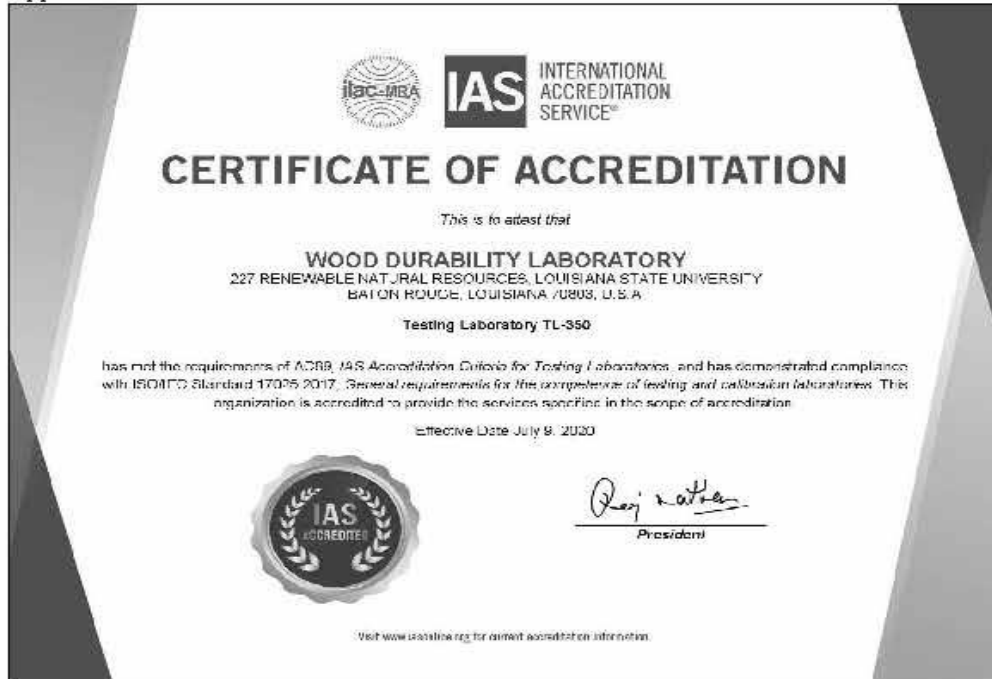 ilac-MRA
IAS
INTERNATIONAL
ACCREDITATION
SERVICE®
CERTIFICATE OF ACCREDITATION
This is to attest that
WOOD DURABILITY LABORATORY
227 RENEWABLE NATURAL RESOURCES, LOUISIANA STATE UNIVERSITY
BATON ROUGE, LOUISIANA 70803, U.S.A.
Testing Laboratory TL-350
has met the requirements of AC89, IAS Accreditation Criteria for Testing Laboratories, and has demonstrated compliance
with ISO/IEC Standard 17025:2017, General requirements for the competence of testing and calibration laboratories. This
organization is accredited to provide the services specified in the scope of accreditation.
Effective Date July 9, 2020
IAS
ACCREDITED
President
Visit www.iasonline.org for current accreditation information.